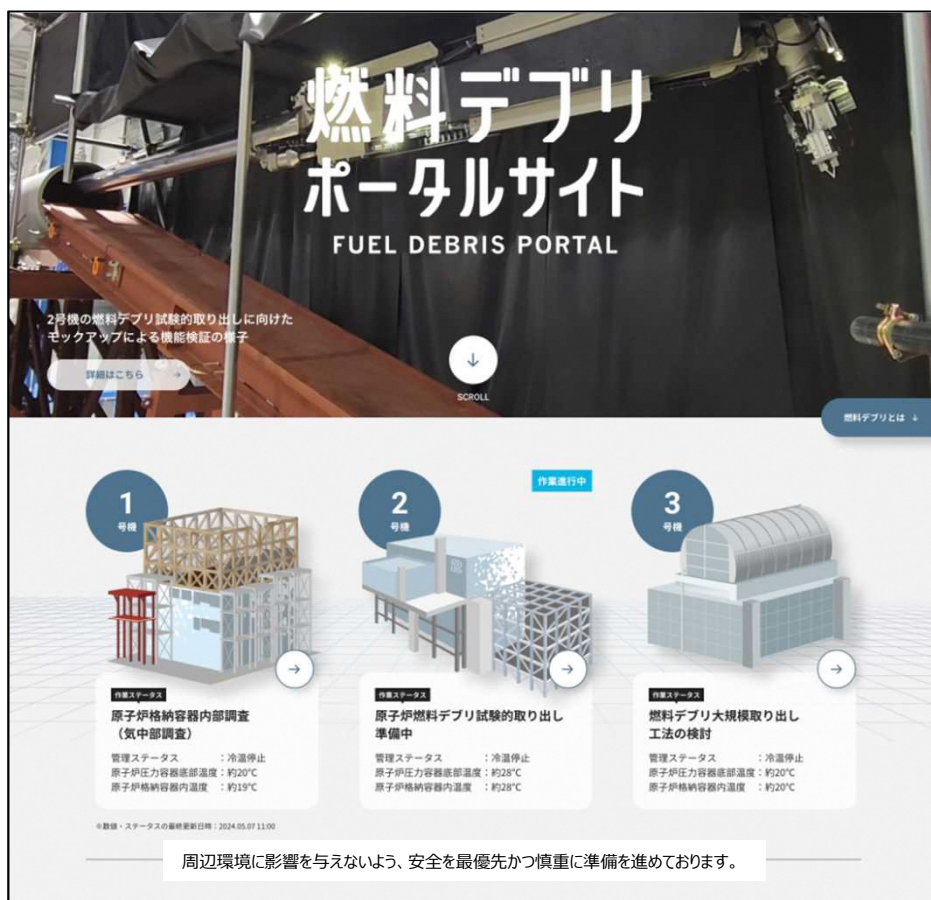 燃料デブリ
ポータルサイト
FUEL DEBRIS PORTAL
2号機の燃料デブリ試験的取り出しに向けた
モックアップによる機能検証の様子
詳細はこちら →
↓
SCROLL
燃料デブリとは ↓
1
号機
作業ステータス
原子炉格納容器内部調査
（気中部調査）
管理ステータス ：冷温停止
原子炉圧力容器底部温度：約20℃
原子炉格納容器内温度 ：約19℃
作業進行中
2
号機
作業ステータス
原子炉燃料デブリ試験的取り出し
準備中
管理ステータス ：冷温停止
原子炉圧力容器底部温度：約28℃
原子炉格納容器内温度 ：約28℃
3
号機
作業ステータス
燃料デブリ大規模取り出し
工法の検討
管理ステータス ：冷温停止
原子炉圧力容器底部温度：約20℃
原子炉格納容器内温度 ：約20℃
※数値・ステータスの最終更新日時：2024.05.07 11:00
周辺環境に影響を与えないよう、安全を最優先かつ慎重に準備を進めております。